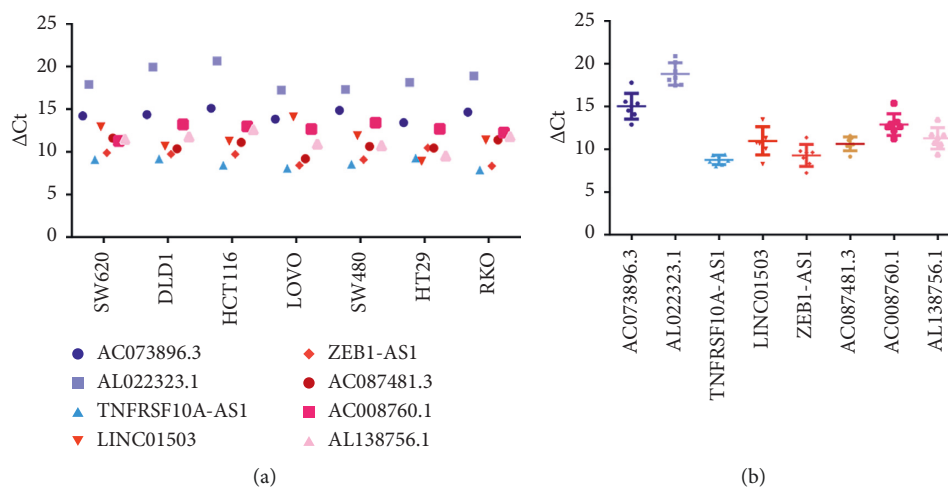 25
20
15
10
5
0
ΔCt
SW620
DLD1
HCT116
LOVO
SW480
HT29
RKO
AC073896.3
AL022323.1
TNFRSF10A-AS1
LINC01503
ZEB1-AS1
AC087481.3
AC008760.1
AL138756.1
(a)
25
20
15
10
5
0
ΔCt
AC073896.3
AL022323.1
TNFRSF10A-AS1
LINC01503
ZEB1-AS1
AC087481.3
AC008760.1
AL138756.1
(b)